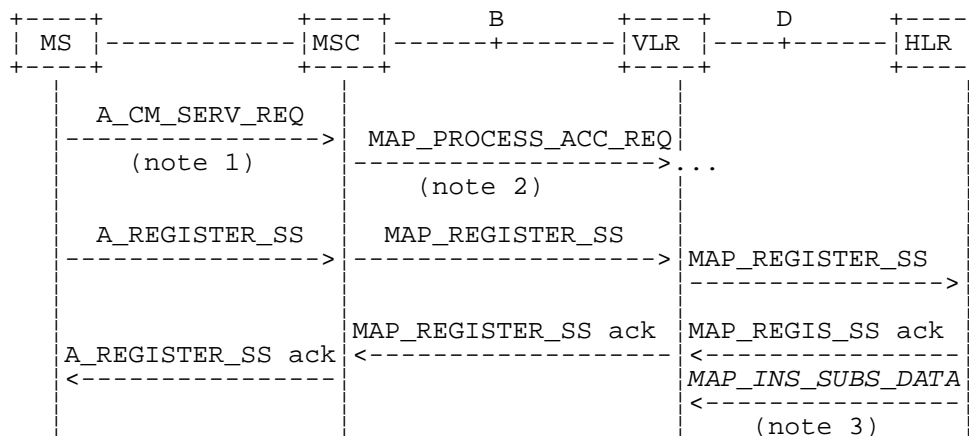 B D
MS MSC VLR HLR
A_CM_SERV_REQ
MAP_PROCESS_ACC_REQ
(note 1) ...
(note 2)
A_REGISTER_SS MAP_REGISTER_SS
MAP_REGISTER_SS
MAP_REGISTER_SS ack MAP_REGIS_SS ack
A_REGISTER_SS ack
MAP_INS_SUBS_DATA
(note 3)